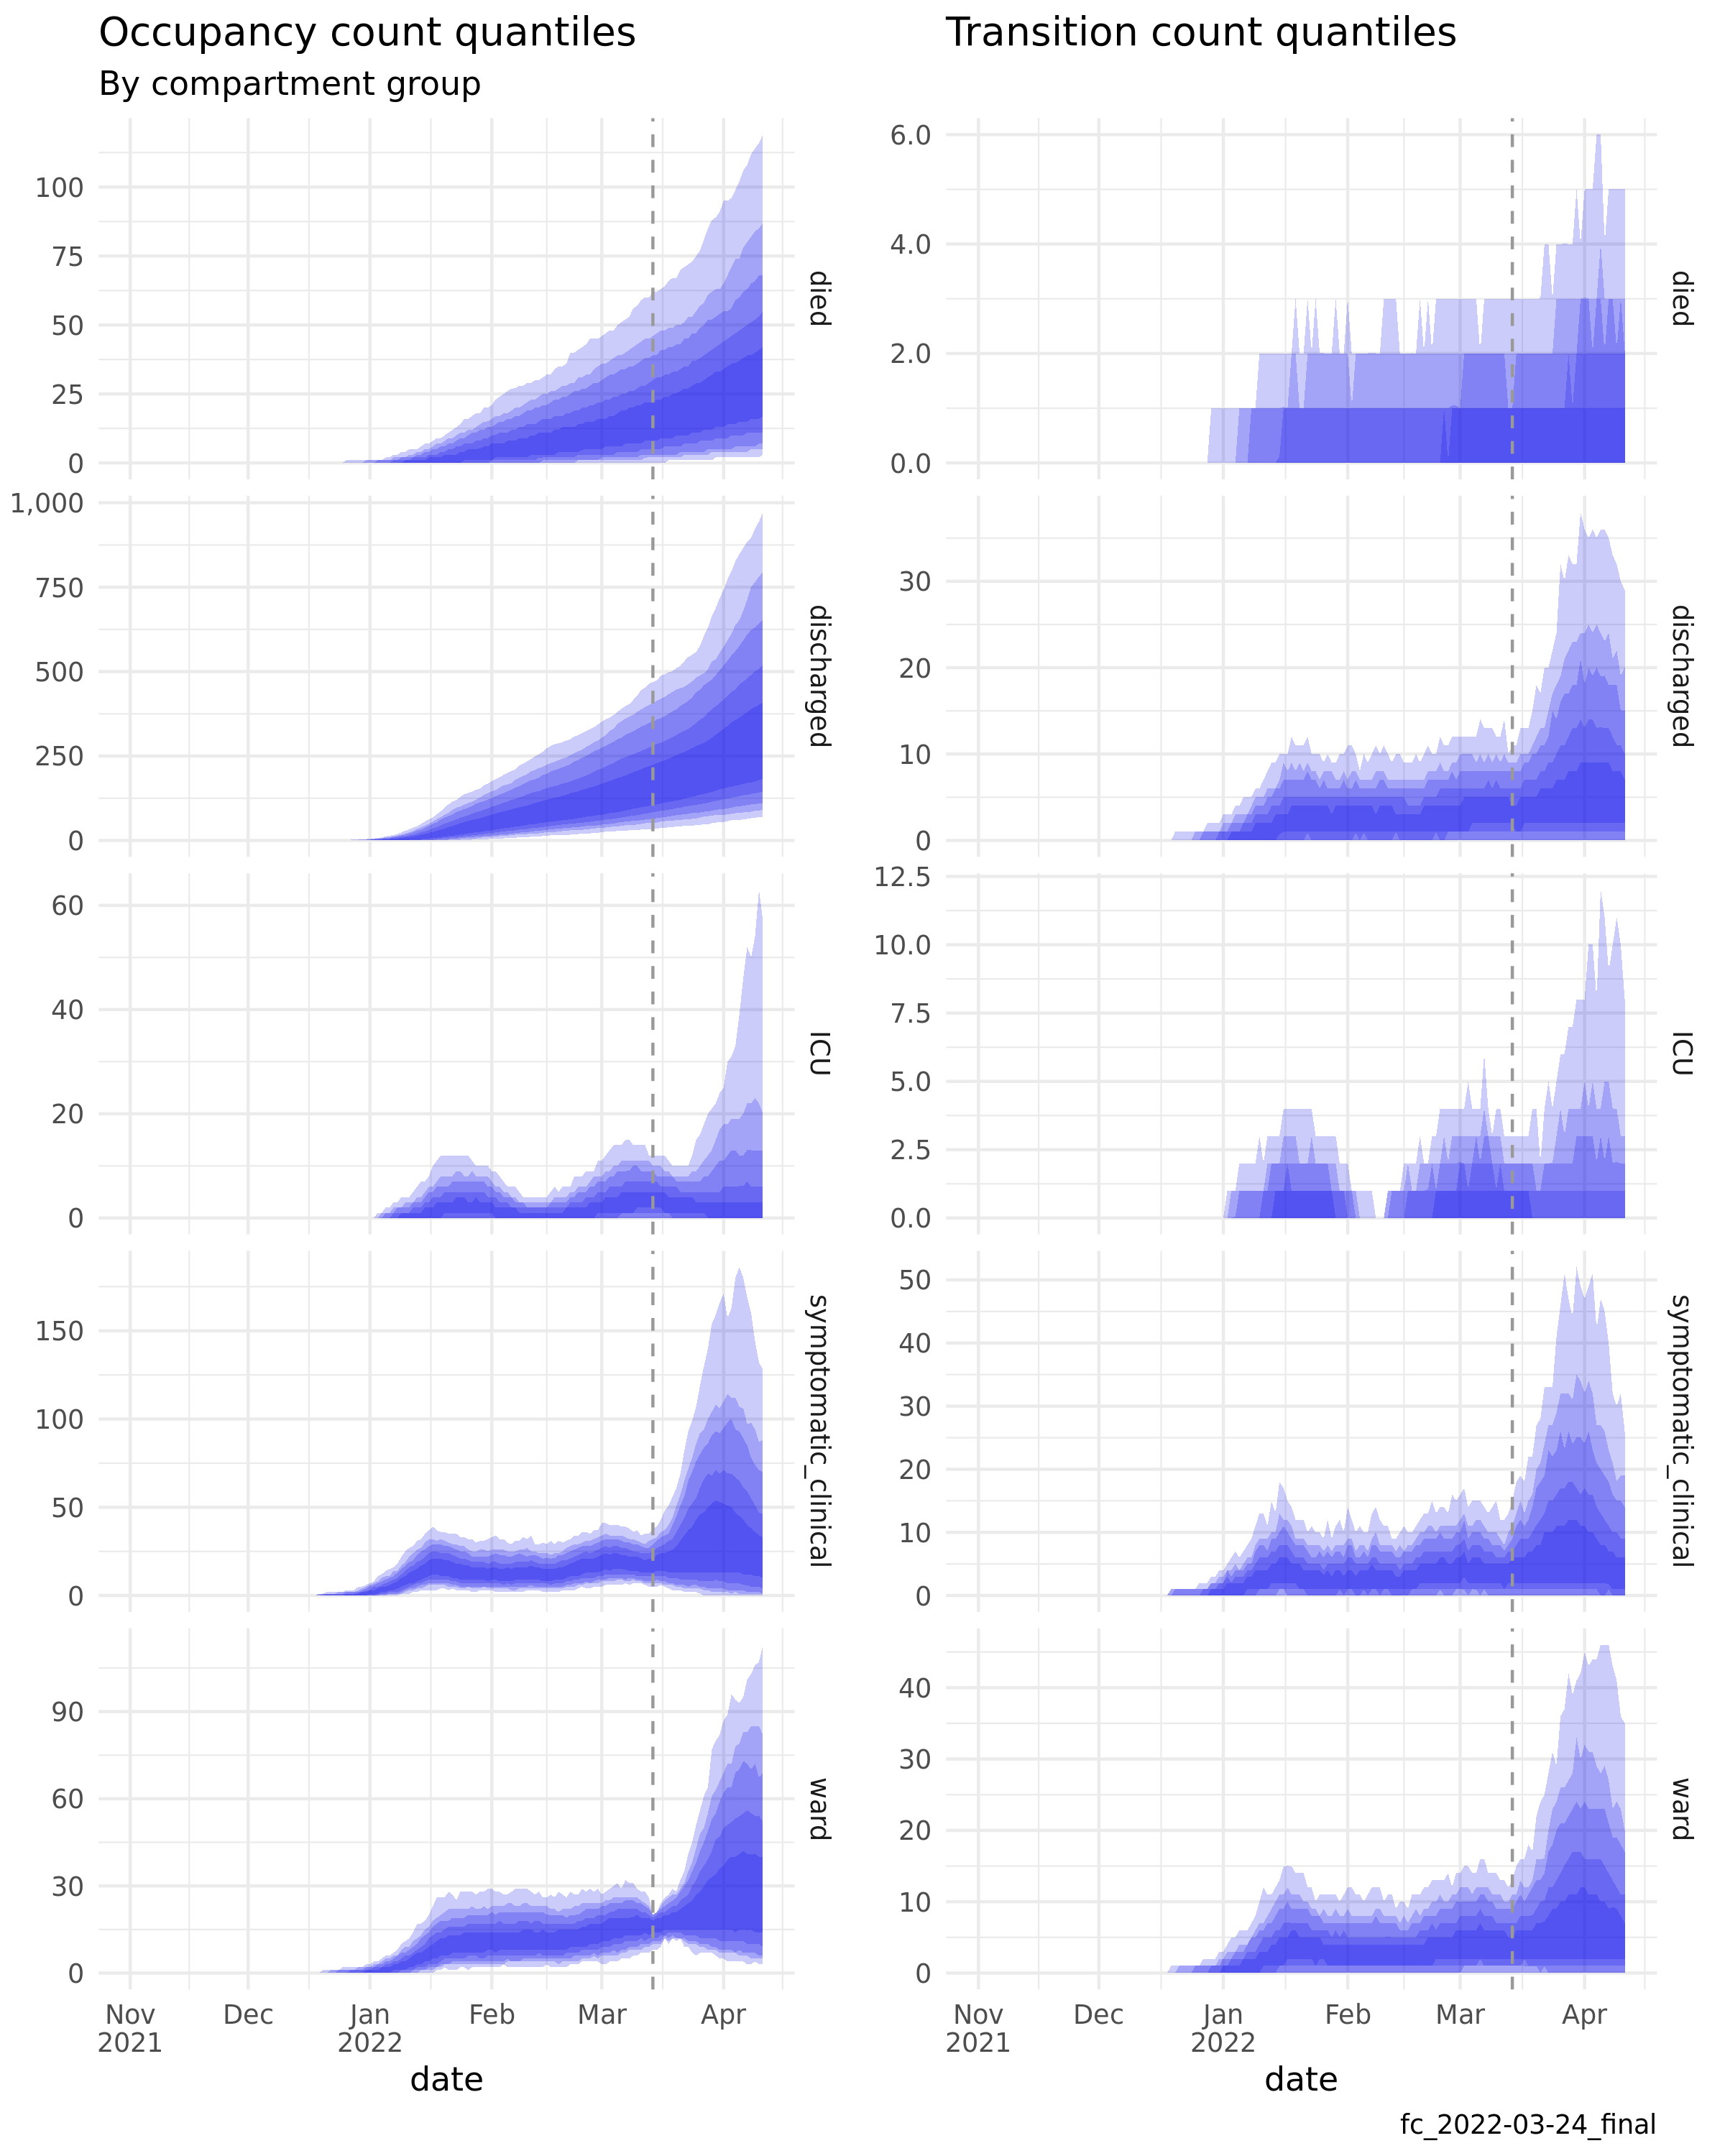 Occupancy count quantiles
By compartment group
100
75
50
25
0
died
1,000
750
500
250
0
discharged
60
40
20
0
ICU
150
100
50
0
symptomatic_clinical
90
60
30
0
ward
Nov
2021
Dec
Jan
2022
Feb
Mar
Apr
date
Transition count quantiles
6.0
4.0
2.0
0.0
died
30
20
10
0
discharged
12.5
10.0
7.5
5.0
2.5
0.0
ICU
50
40
30
20
10
0
symptomatic_clinical
40
30
20
10
0
ward
Nov
2021
Dec
Jan
2022
Feb
Mar
Apr
date
fc_2022-03-24_final